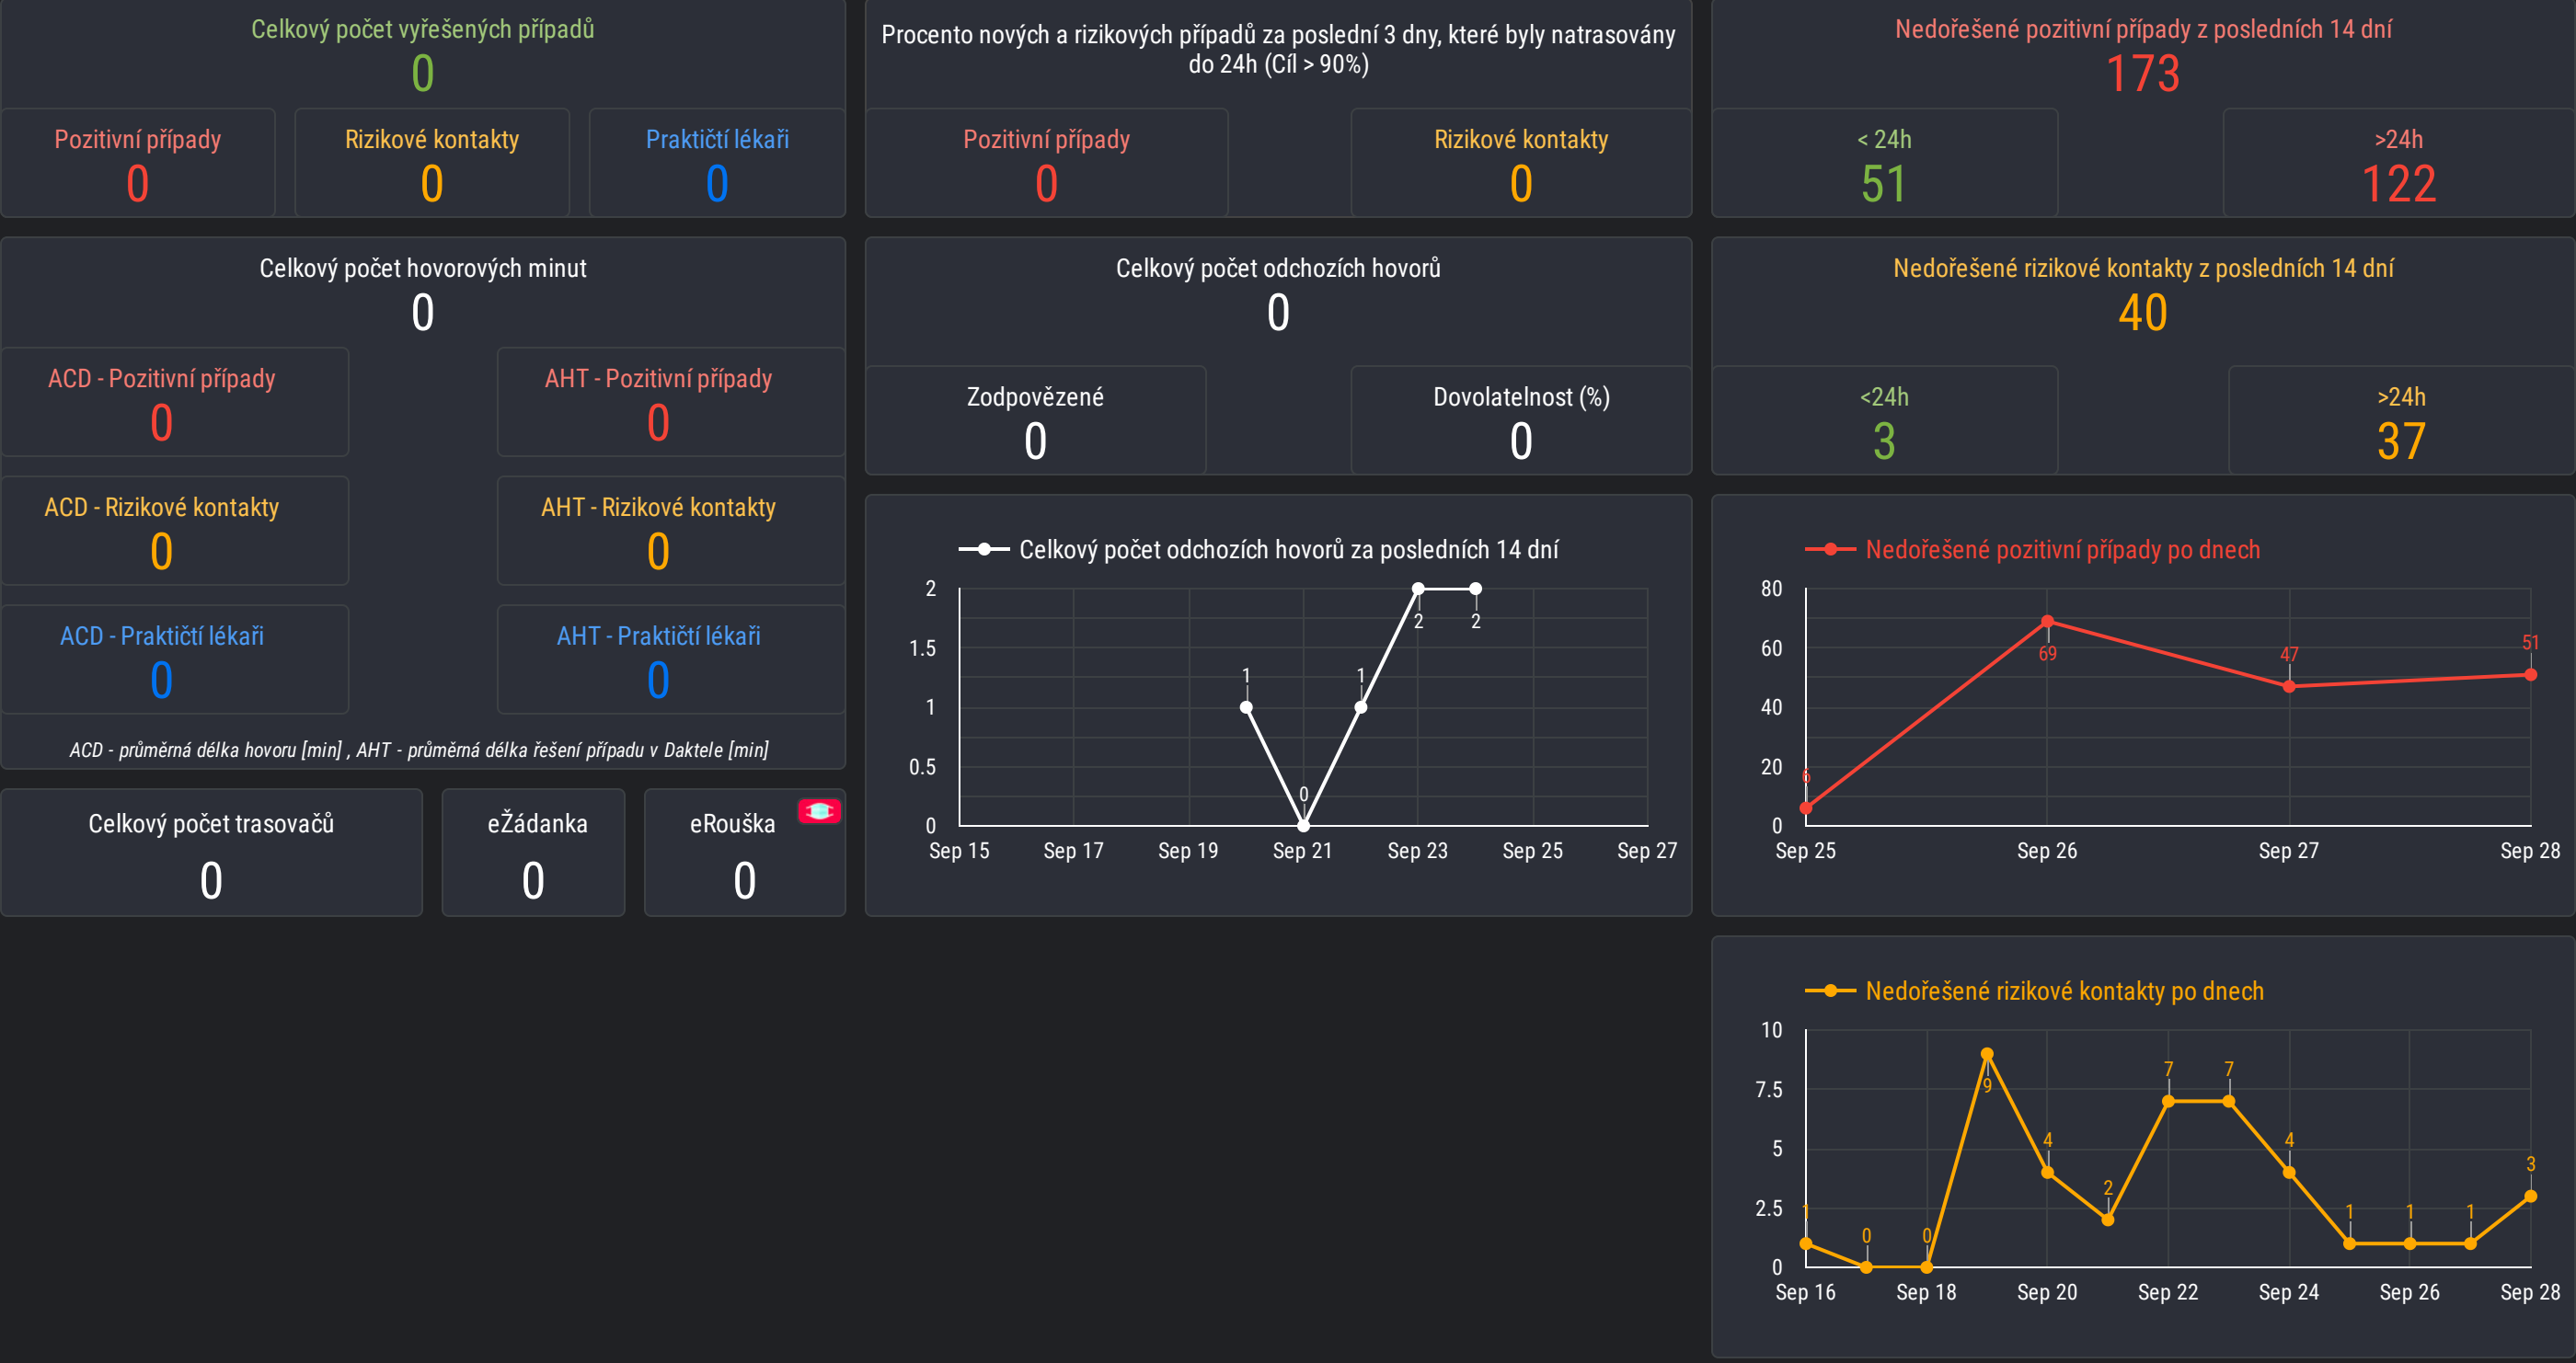 Celkový počet vyřešených případů
0
Pozitivní případy
0
Rizikové kontakty
0
Praktičtí lékaři
0
Procento nových a rizikových případů za poslední 3 dny, které byly natrasovány
do 24h (Cíl > 90%)
Pozitivní případy
0
Rizikové kontakty
0
Nedořešené pozitivní případy z posledních 14 dní
173
< 24h
51
>24h
122
Celkový počet hovorových minut
0
ACD - Pozitivní případy
0
AHT - Pozitivní případy
0
ACD - Rizikové kontakty
0
AHT - Rizikové kontakty
0
ACD - Praktičtí lékaři
0
AHT - Praktičtí lékaři
0
ACD - průměrná délka hovoru [min] , AHT - průměrná délka řešení případu v Daktele [min]
Celkový počet odchozích hovorů
0
Zodpovězené
0
Dovolatelnost (%)
0
Nedořešené rizikové kontakty z posledních 14 dní
40
<24h
3
>24h
37
Celkový počet trasovačů
0
eŽádanka
0
eRouška
0
Celkový počet odchozích hovorů za posledních 14 dní
2
1.5
1
0.5
0
1
0
1
2
2
Sep 15
Sep 17
Sep 19
Sep 21
Sep 23
Sep 25
Sep 27
Nedořešené pozitivní případy po dnech
80
60
40
20
0
6
69
47
51
Sep 25
Sep 26
Sep 27
Sep 28
Nedořešené rizikové kontakty po dnech
10
7.5
5
2.5
0
1
0
0
9
4
2
7
7
4
1
1
1
3
Sep 16
Sep 18
Sep 20
Sep 22
Sep 24
Sep 26
Sep 28